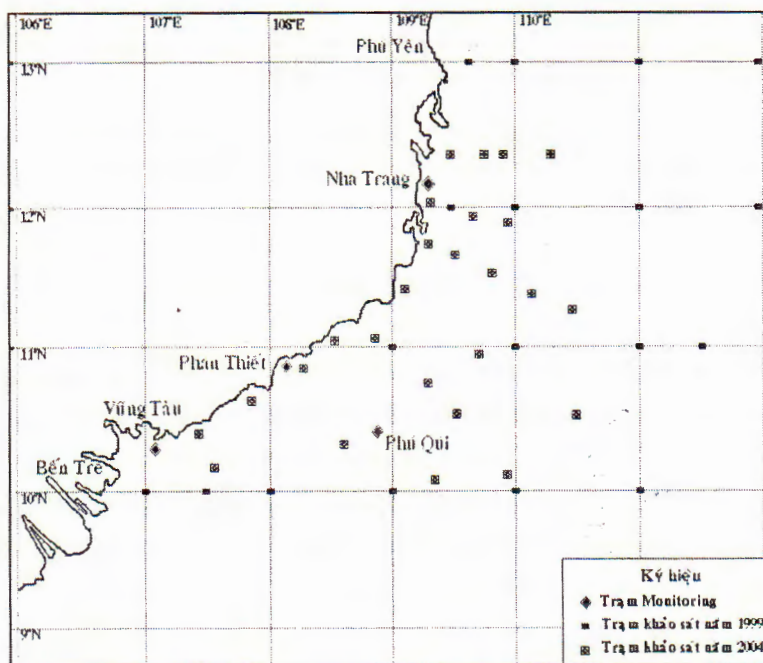 106°E 107°E 108°E 109°E 110°E
Phú Yên
13°N
Nha Trang
12°N
11°N
Phan Thiết
Vũng Tàu
Phú Quí
Bến Tre
10°N
9°N
Ký hiệu
Trạm Monitoring
Trạm khảo sát năm 1999
Trạm khảo sát năm 2004